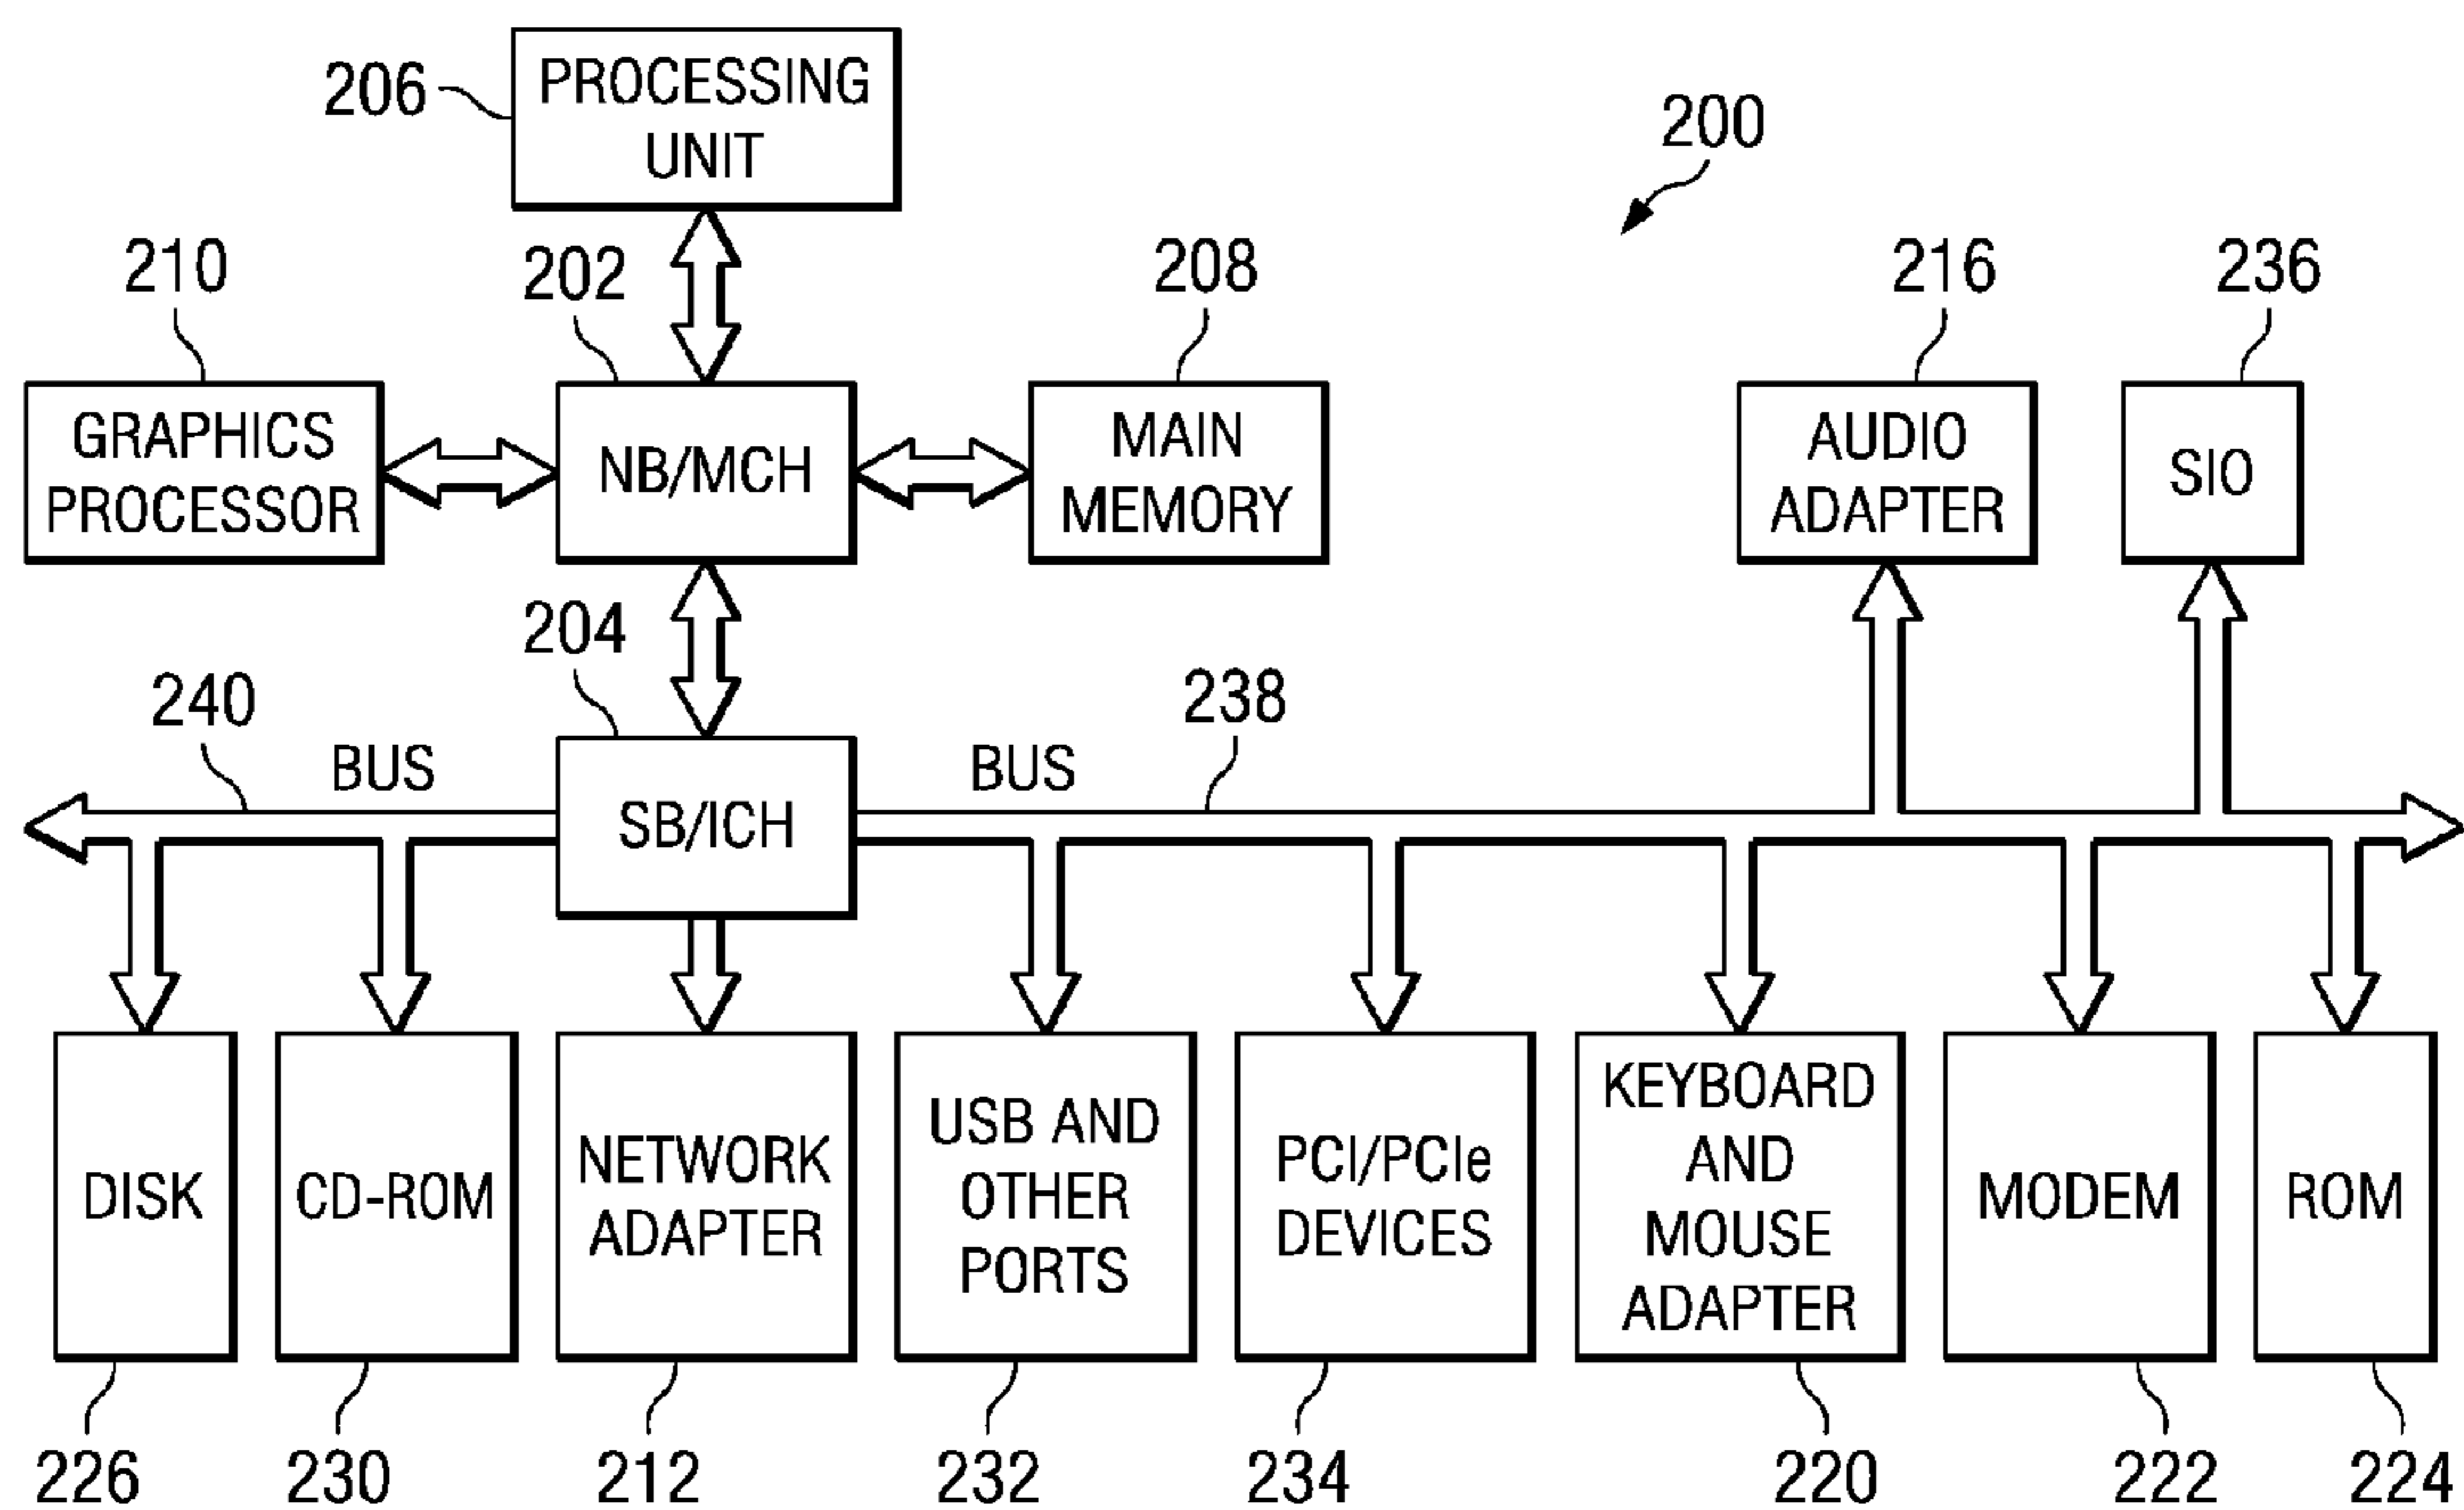 206
PROCESSING
UNIT
200
210
202
208
216
236
GRAPHICS
PROCESSOR
NB/MCH
MAIN
MEMORY
AUDIO
ADAPTER
SIO
204
240
BUS
SB/ICH
BUS
238
DISK
CD-ROM
NETWORK
ADAPTER
USB AND
OTHER
PORTS
PCI/PCIe
DEVICES
KEYBOARD
AND
MOUSE
ADAPTER
MODEM
ROM
226
230
212
232
234
220
222
224